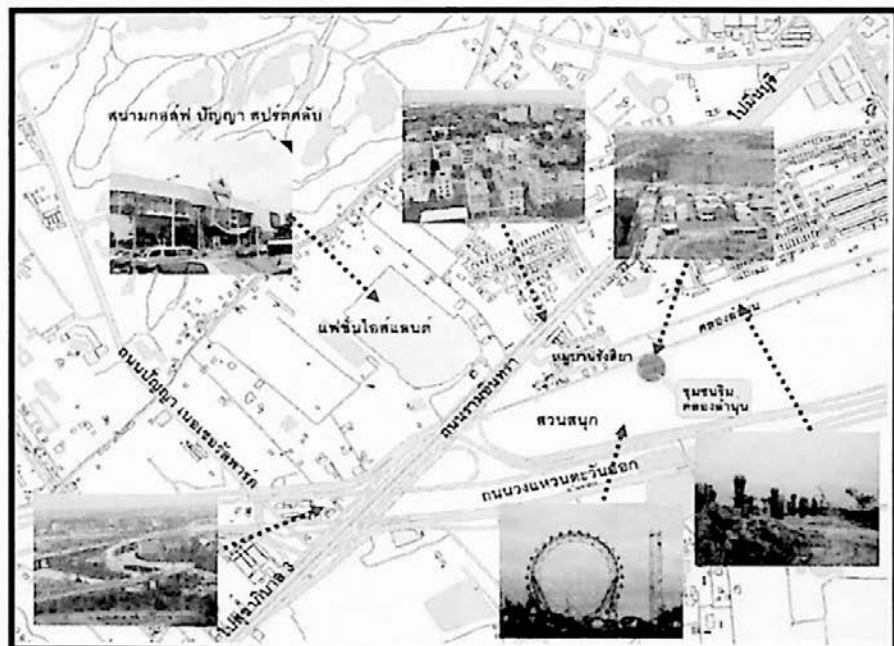 สนามกอล์ฟ ปัญญา สปร์ตคลับ
ไปมีนบุรี
แฟชั่นไอส์แลนด์
คลองลำนุ่น
หมู่บ้านรังสิยา
ถนนรามอินทรา
ชุมชนริม
คลองลำนุ่น
สวนสนุก
ถนนปัญญา เนอเชอรัลพาร์ค
ถนนวงแหวนตะวันออก
ไปสุขาภิบาล 3